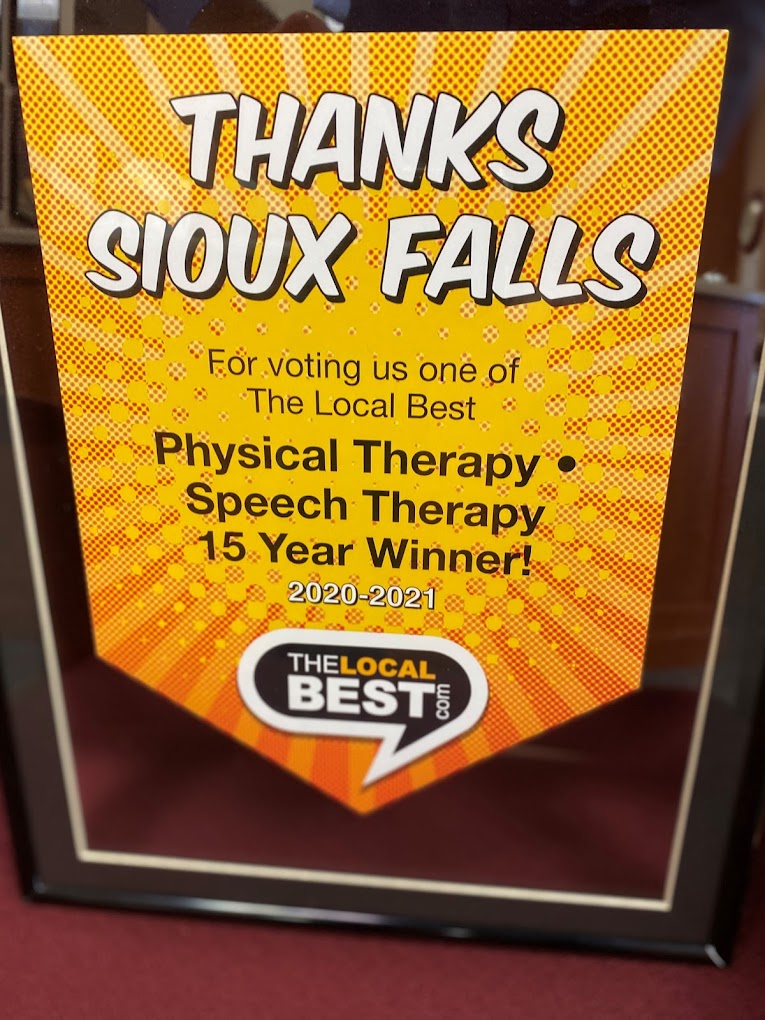 THANKS
SIOUX FALLS
For voting us one of
The Local Best
Physical Therapy •
Speech Therapy
15 Year Winner!
2020-2021
THELOCAL
BEST.com